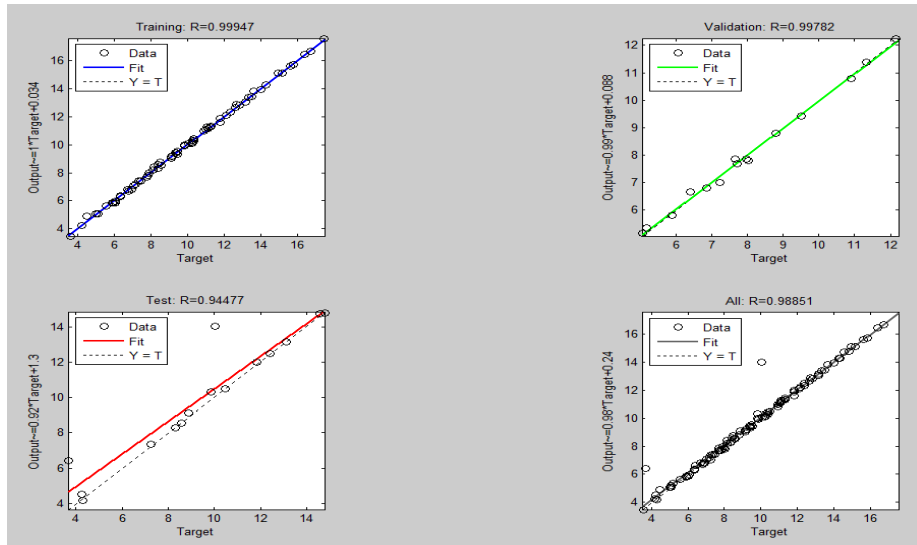 Training: R=0.99947
Output~=1*Target+0.034
16
14
12
10
8
6
4
Data
Fit
Y = T
4 6 8 10 12 14 16
Target
Validation: R=0.99782
Output~=0.99*Target+0.088
12
11
10
9
8
7
6
Data
Fit
Y = T
6 7 8 9 10 11 12
Target
Test: R=0.94477
Output~=0.92*Target+1.3
14
12
10
8
6
4
Data
Fit
Y = T
4 6 8 10 12 14
Target
All: R=0.98851
Output~=0.98*Target+0.24
16
14
12
10
8
6
4
Data
Fit
Y = T
4 6 8 10 12 14 16
Target